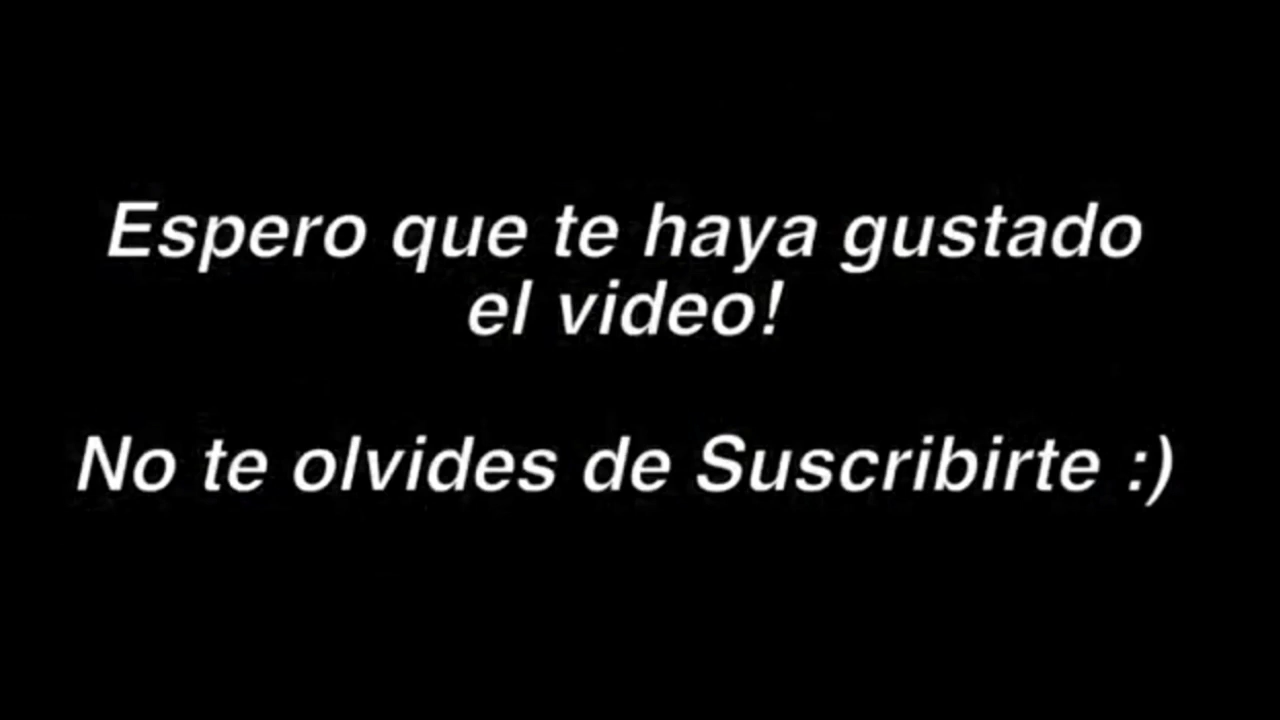 Espero que te haya gustado
el video!
No te olvides de Suscribirte :)